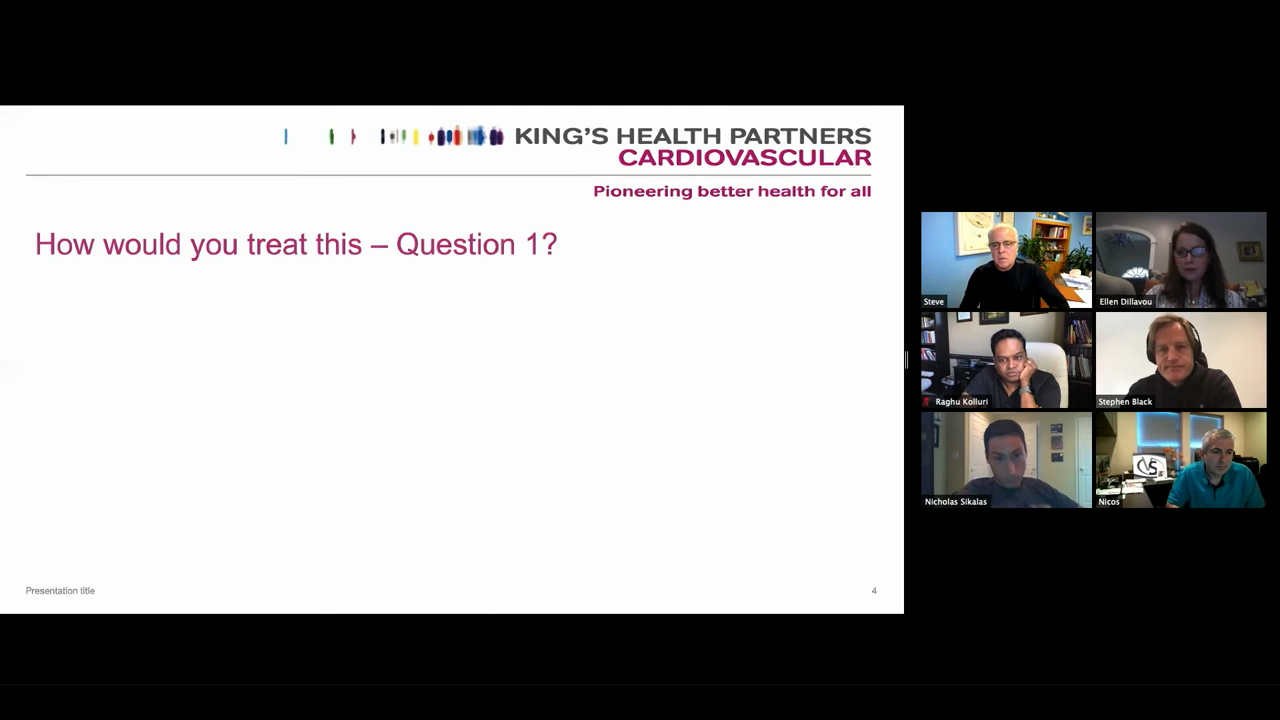 KING'S HEALTH PARTNERS
CARDIOVASCULAR
Pioneering better health for all
How would you treat this – Question 1?
Presentation title
4
Steve
Ellen Dillavou
Raghu Kolluri
Stephen Black
Nicholas Sikalas
Nicos